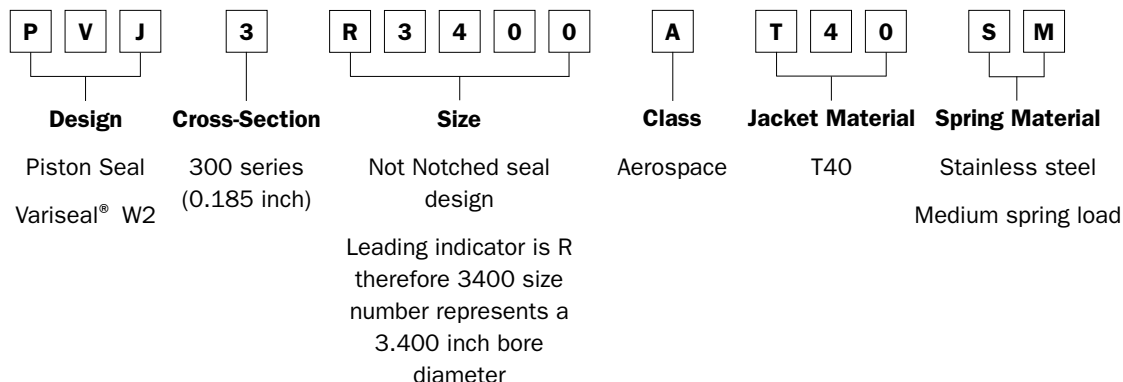 P V J 3 R 3 4 0 0 A T 4 0 S M
Design Cross-Section Size Class Jacket Material Spring Material
Piston Seal
Variseal® W2
300 series
(0.185 inch)
Not Notched seal
design
Leading indicator is R
therefore 3400 size
number represents a
3.400 inch bore
diameter
Aerospace
T40
Stainless steel
Medium spring load